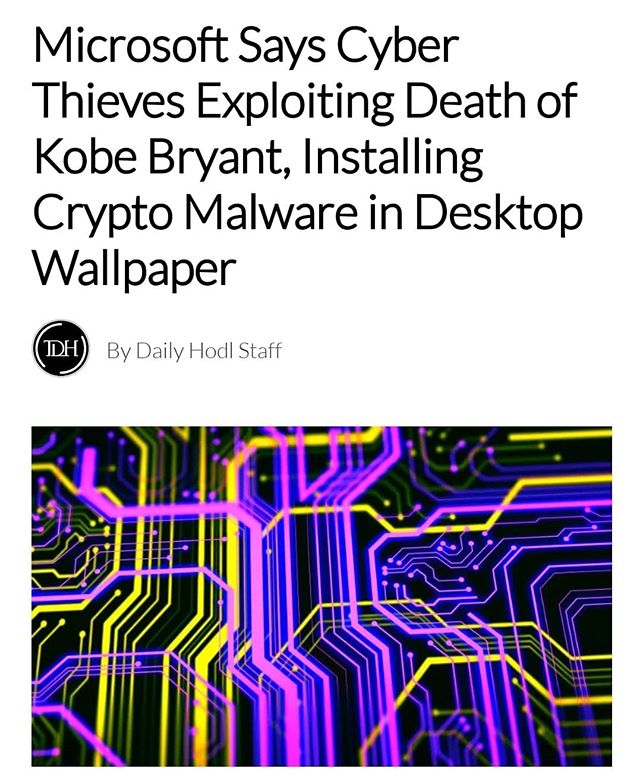 Microsoft Says Cyber
Thieves Exploiting Death of
Kobe Bryant, Installing
Crypto Malware in Desktop
Wallpaper
TDH
By Daily Hodl Staff